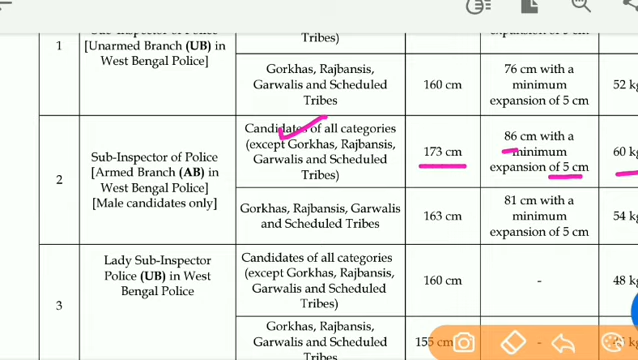 Tribes)
1
[Unarmed Branch (UB) in
West Bengal Police]
Gorkhas, Rajbansis,
Garwalis and Scheduled
Tribes
160 cm
76 cm with a
minimum
expansion of 5 cm
52 kg
2
Sub-Inspector of Police
[Armed Branch (AB) in
West Bengal Police]
[Male candidates only]
Candidates of all categories
(except Gorkhas, Rajbansis,
Garwalis and Scheduled
Tribes)
173 cm
86 cm with a
minimum
expansion of 5 cm
60 kg
Gorkhas, Rajbansis, Garwalis
and Scheduled Tribes
163 cm
81 cm with a
minimum
expansion of 5 cm
54 kg
3
Lady Sub-Inspector
Police (UB) in West
Bengal Police
Candidates of all categories
(except Gorkhas, Rajbansis,
Garwalis and Scheduled
Tribes)
160 cm
-
48 kg
Gorkhas, Rajbansis,
Garwalis and Scheduled
Tribes
155 cm
-